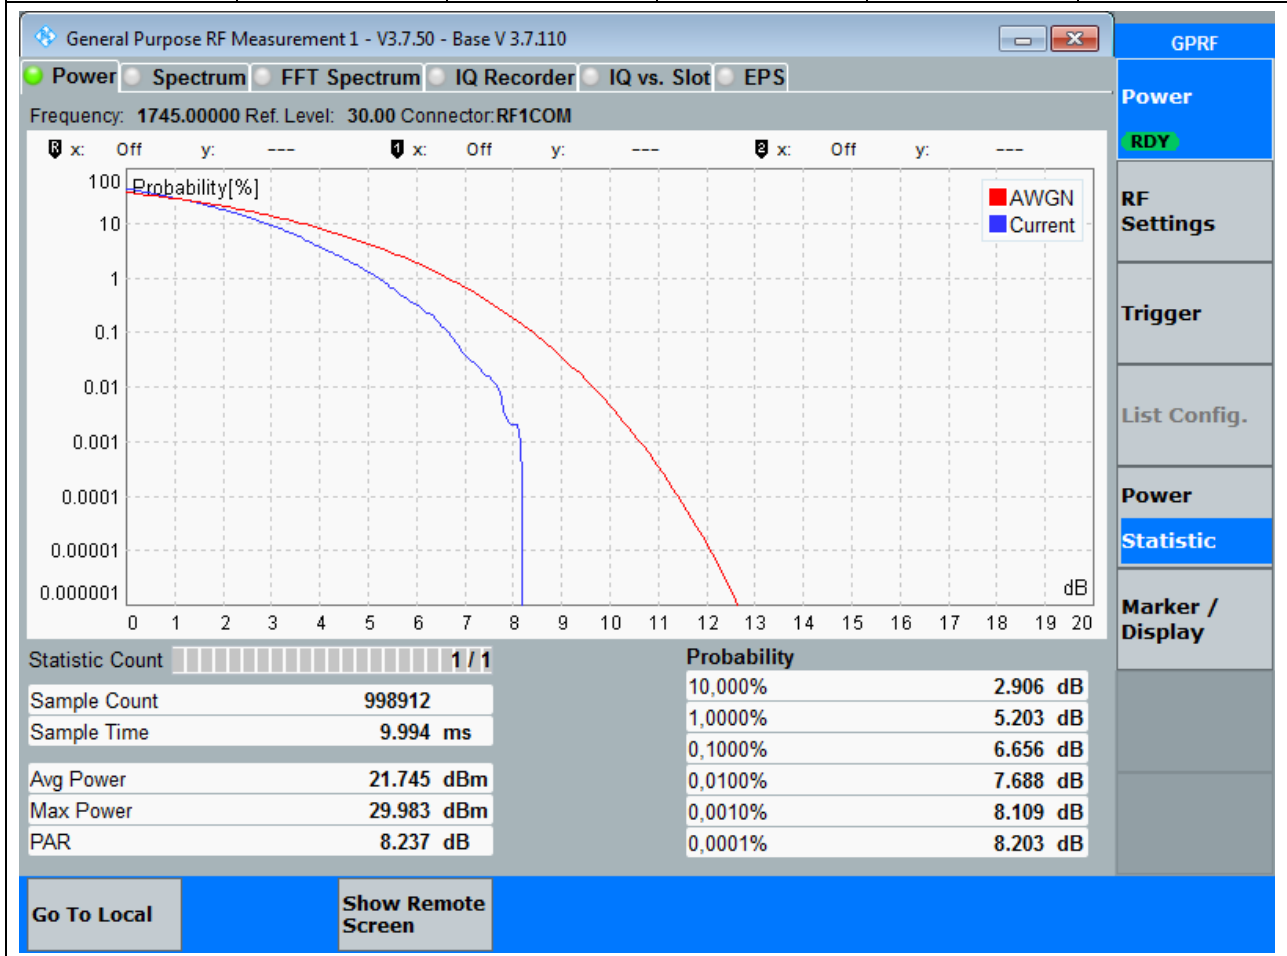 General Purpose RF Measurement 1 - V3.7.50 - Base V 3.7.110
GPRF
Power Spectrum FFT Spectrum IQ Recorder IQ vs. Slot EPS
Power
RDY
Frequency: 1745.00000 Ref. Level: 30.00 Connector: RF1COM
R x: Off y: --- 1 x: Off y: --- 2 x: Off y: ---
Probability[%]
AWGN
Current
100
10
1
0.1
0.01
0.001
0.0001
0.00001
0.000001
dB
0 1 2 3 4 5 6 7 8 9 10 11 12 13 14 15 16 17 18 19 20
RF
Settings
Trigger
List Config.
Power
Statistic
Marker /
Display
Statistic Count 1 / 1
Sample Count 998912
Sample Time 9.994 ms
Avg Power 21.745 dBm
Max Power 29.983 dBm
PAR 8.237 dB
Probability
10,000% 2.906 dB
1,0000% 5.203 dB
0,1000% 6.656 dB
0,0100% 7.688 dB
0,0010% 8.109 dB
0,0001% 8.203 dB
Go To Local
Show Remote
Screen